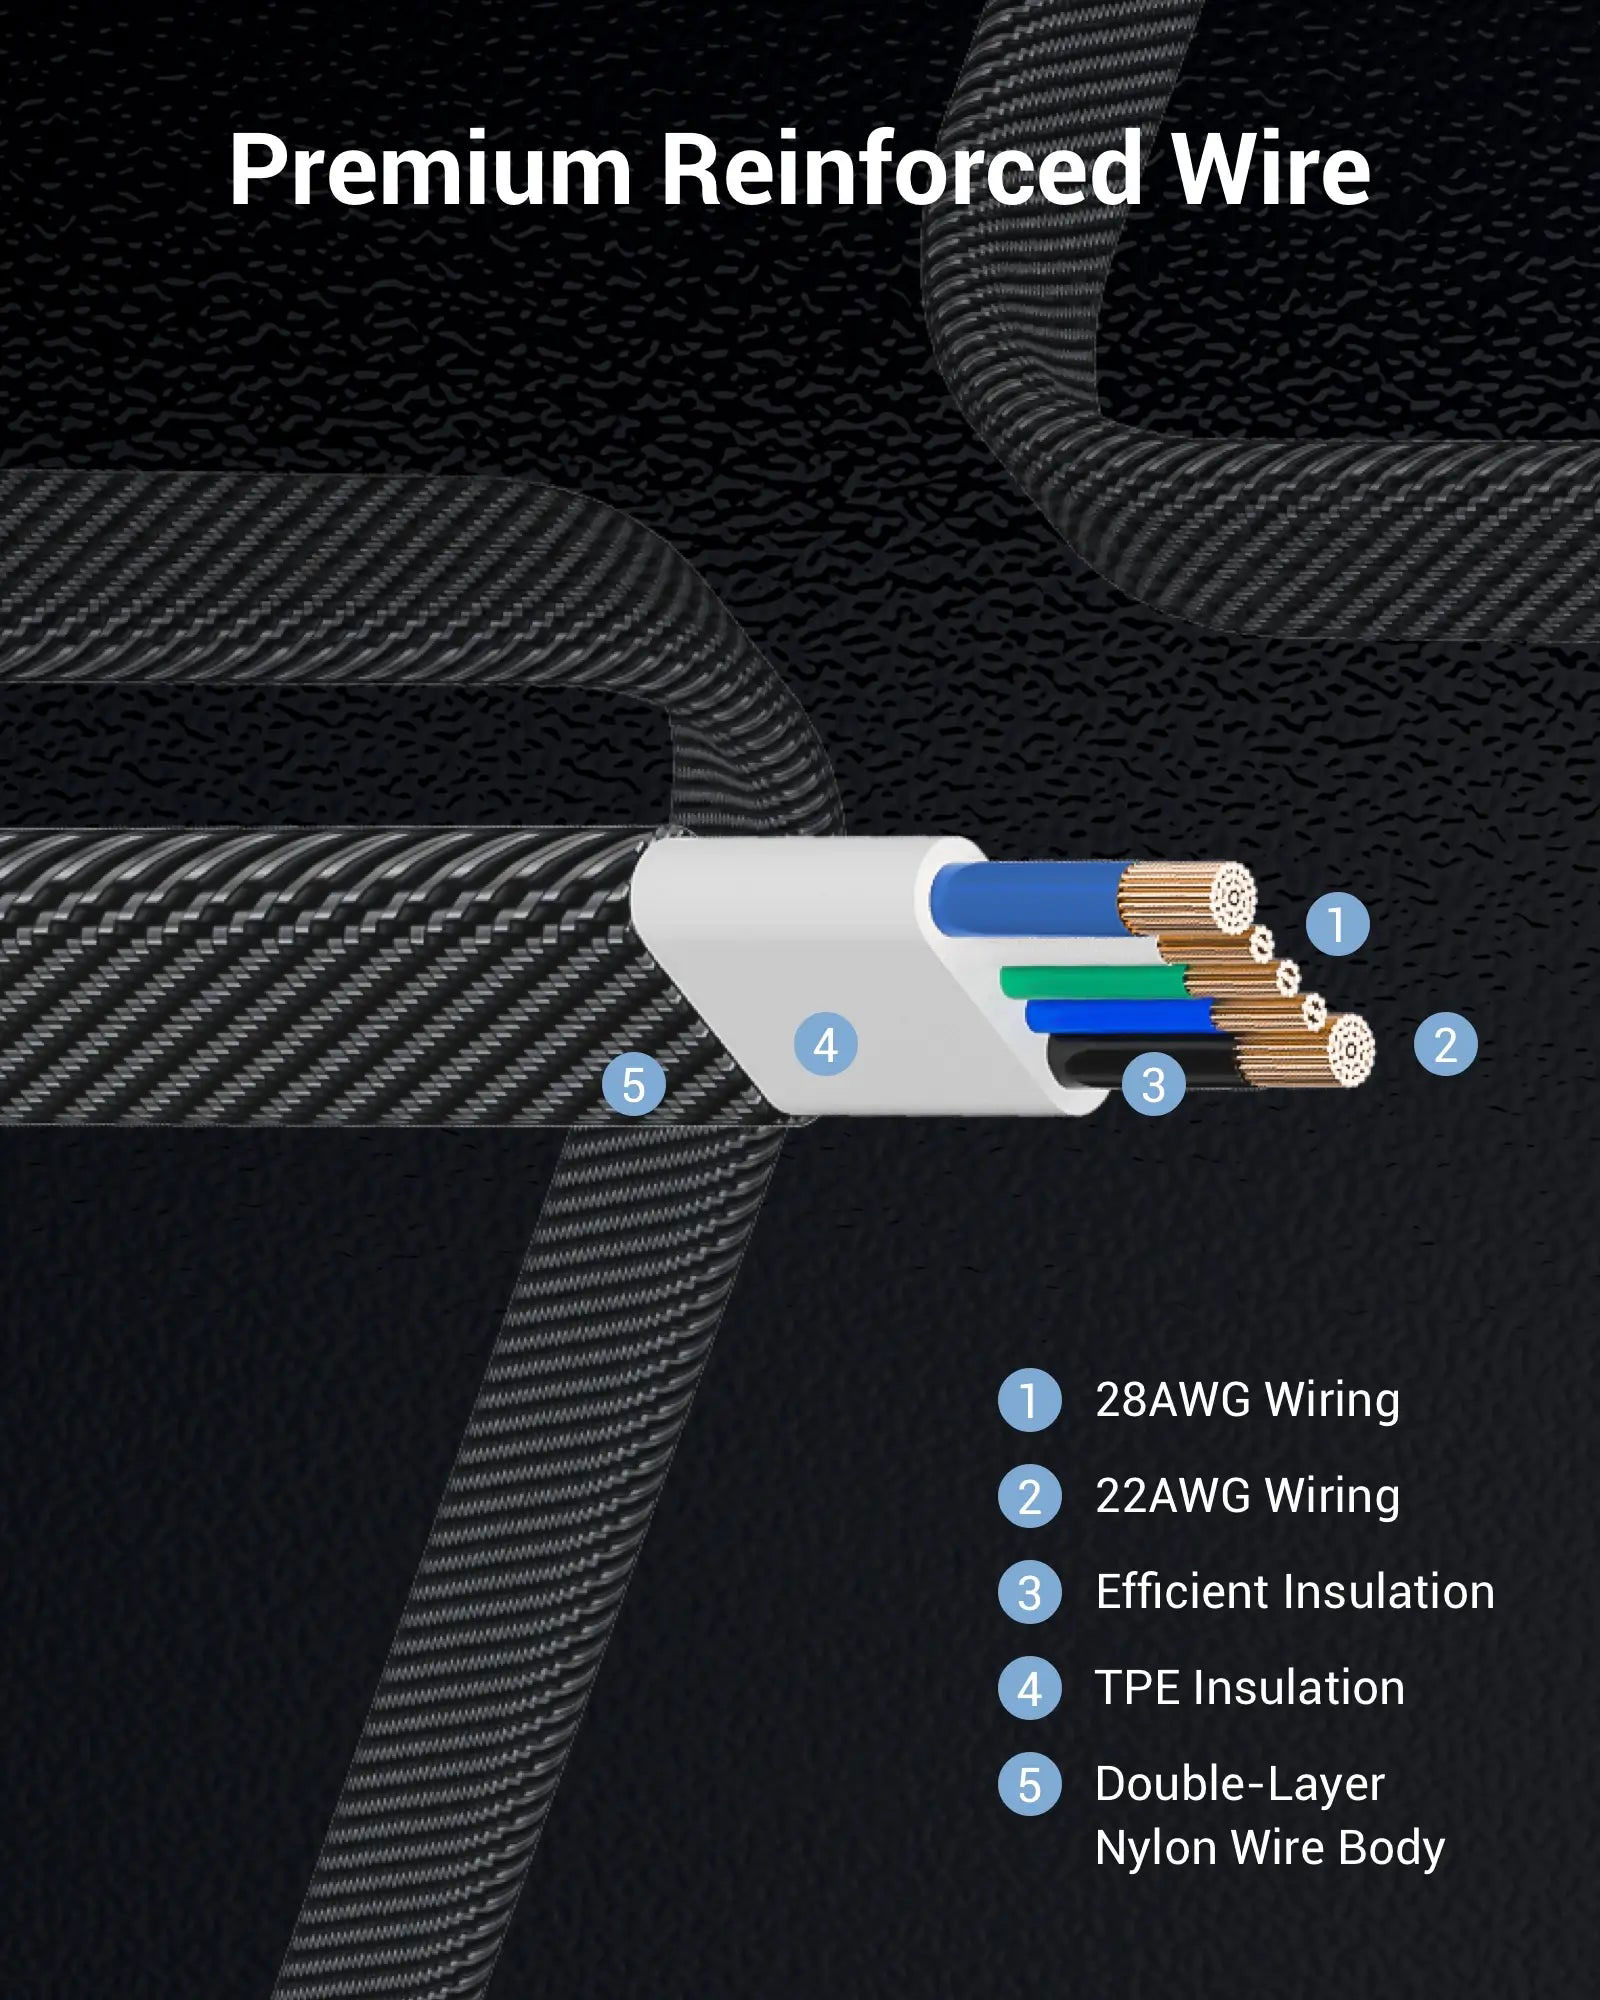 Premium Reinforced Wire
1
2
3
4
5
1 28AWG Wiring
2 22AWG Wiring
3 Efficient Insulation
4 TPE Insulation
5 Double-Layer
Nylon Wire Body